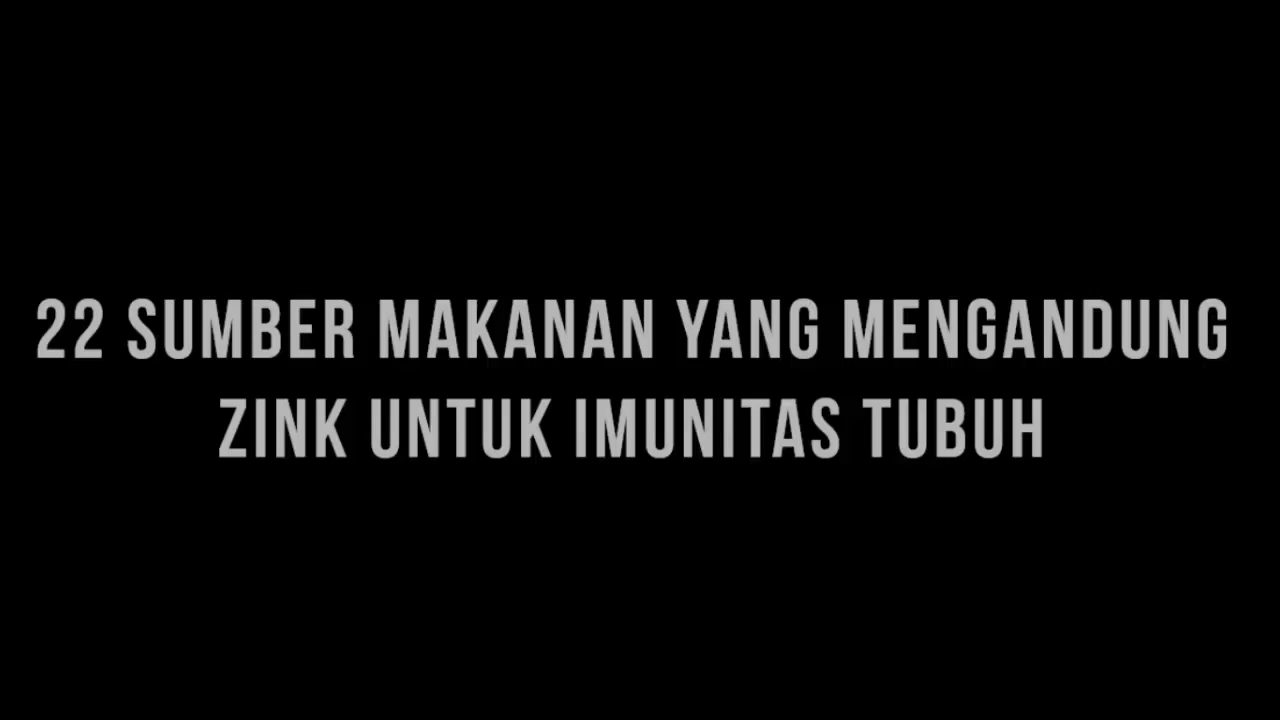 22 SUMBER MAKANAN YANG MENGANDUNG
ZINK UNTUK IMUNITAS TUBUH